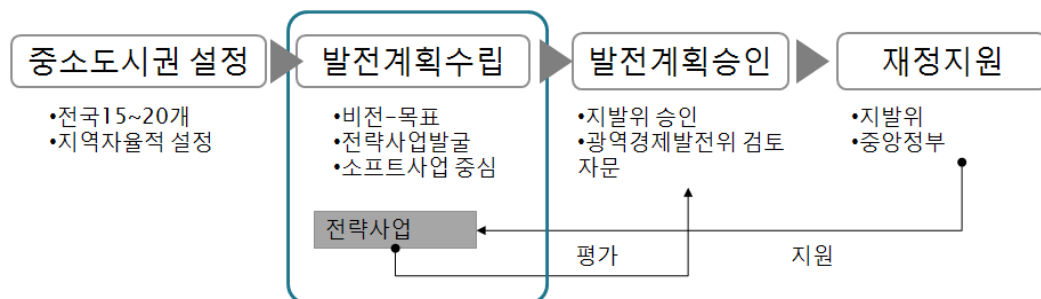 중소도시권 설정
발전계획수립
발전계획승인
재정지원
•전국15~20개
•지역자율적 설정
•비전-목표
•전략사업발굴
•소프트사업 중심
•지발위 승인
•광역경제발전위 검토
자문
•지발위
•중앙정부
전략사업
평가
지원